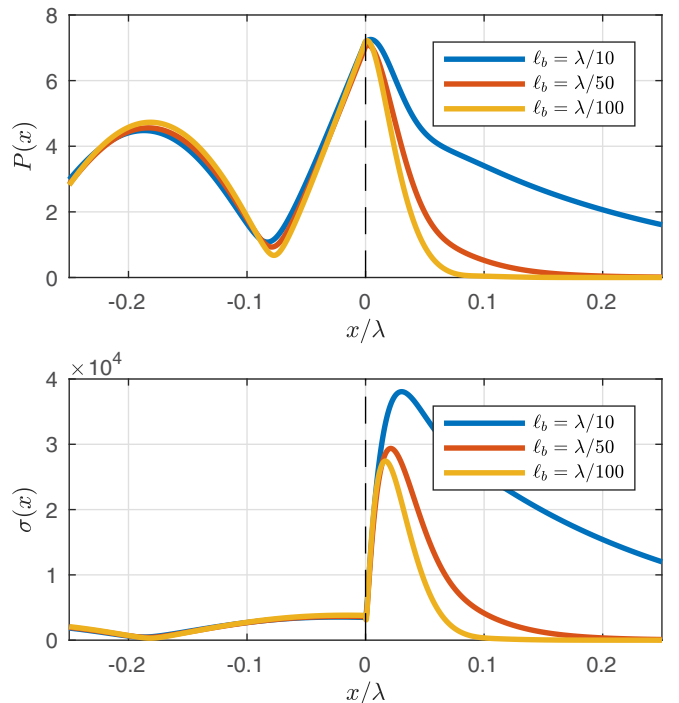 8
6
4
2
0
P(x)
ℓ_b = λ/10
ℓ_b = λ/50
ℓ_b = λ/100
-0.2 -0.1 0 0.1 0.2
x/λ
×10^4
4
3
2
1
0
σ(x)
ℓ_b = λ/10
ℓ_b = λ/50
ℓ_b = λ/100
-0.2 -0.1 0 0.1 0.2
x/λ